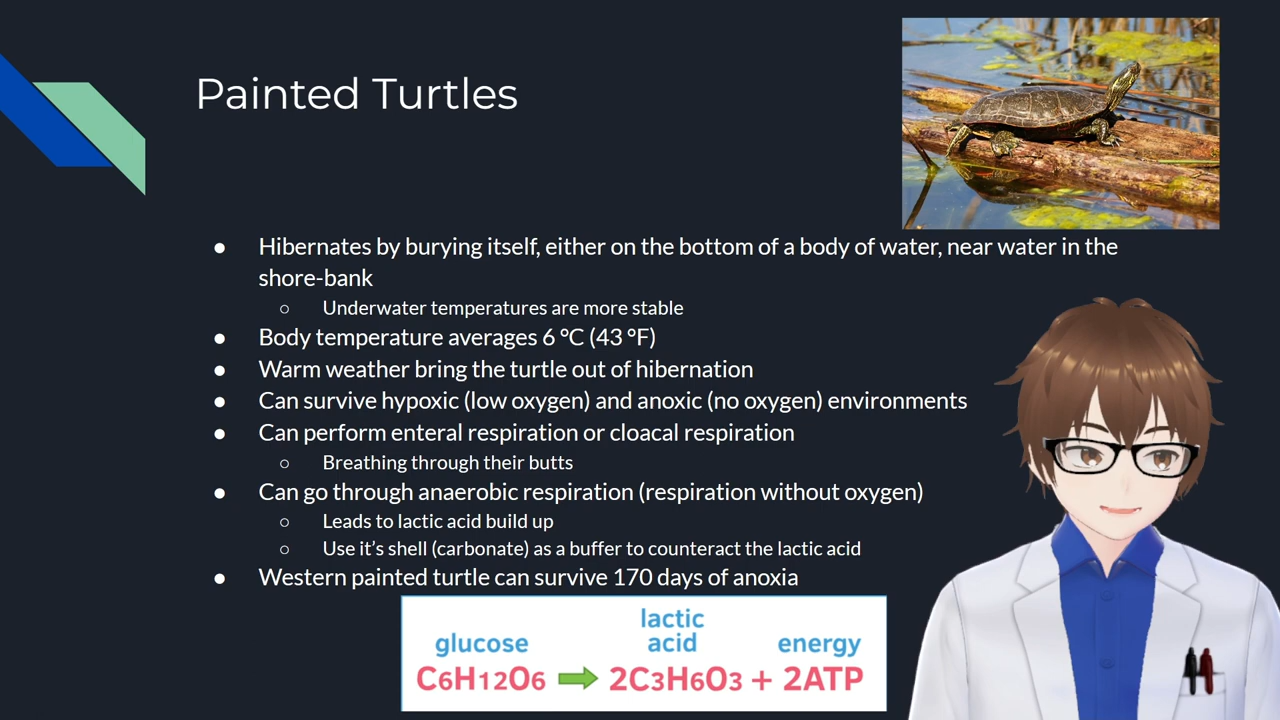 Painted Turtles
● Hibernates by burying itself, either on the bottom of a body of water, near water in the
shore-bank
○ Underwater temperatures are more stable
● Body temperature averages 6 °C (43 °F)
● Warm weather bring the turtle out of hibernation
● Can survive hypoxic (low oxygen) and anoxic (no oxygen) environments
● Can perform enteral respiration or cloacal respiration
○ Breathing through their butts
● Can go through anaerobic respiration (respiration without oxygen)
○ Leads to lactic acid build up
○ Use it's shell (carbonate) as a buffer to counteract the lactic acid
● Western painted turtle can survive 170 days of anoxia
lactic
glucose acid energy
C6H12O6 ➡ 2C3H6O3 + 2ATP